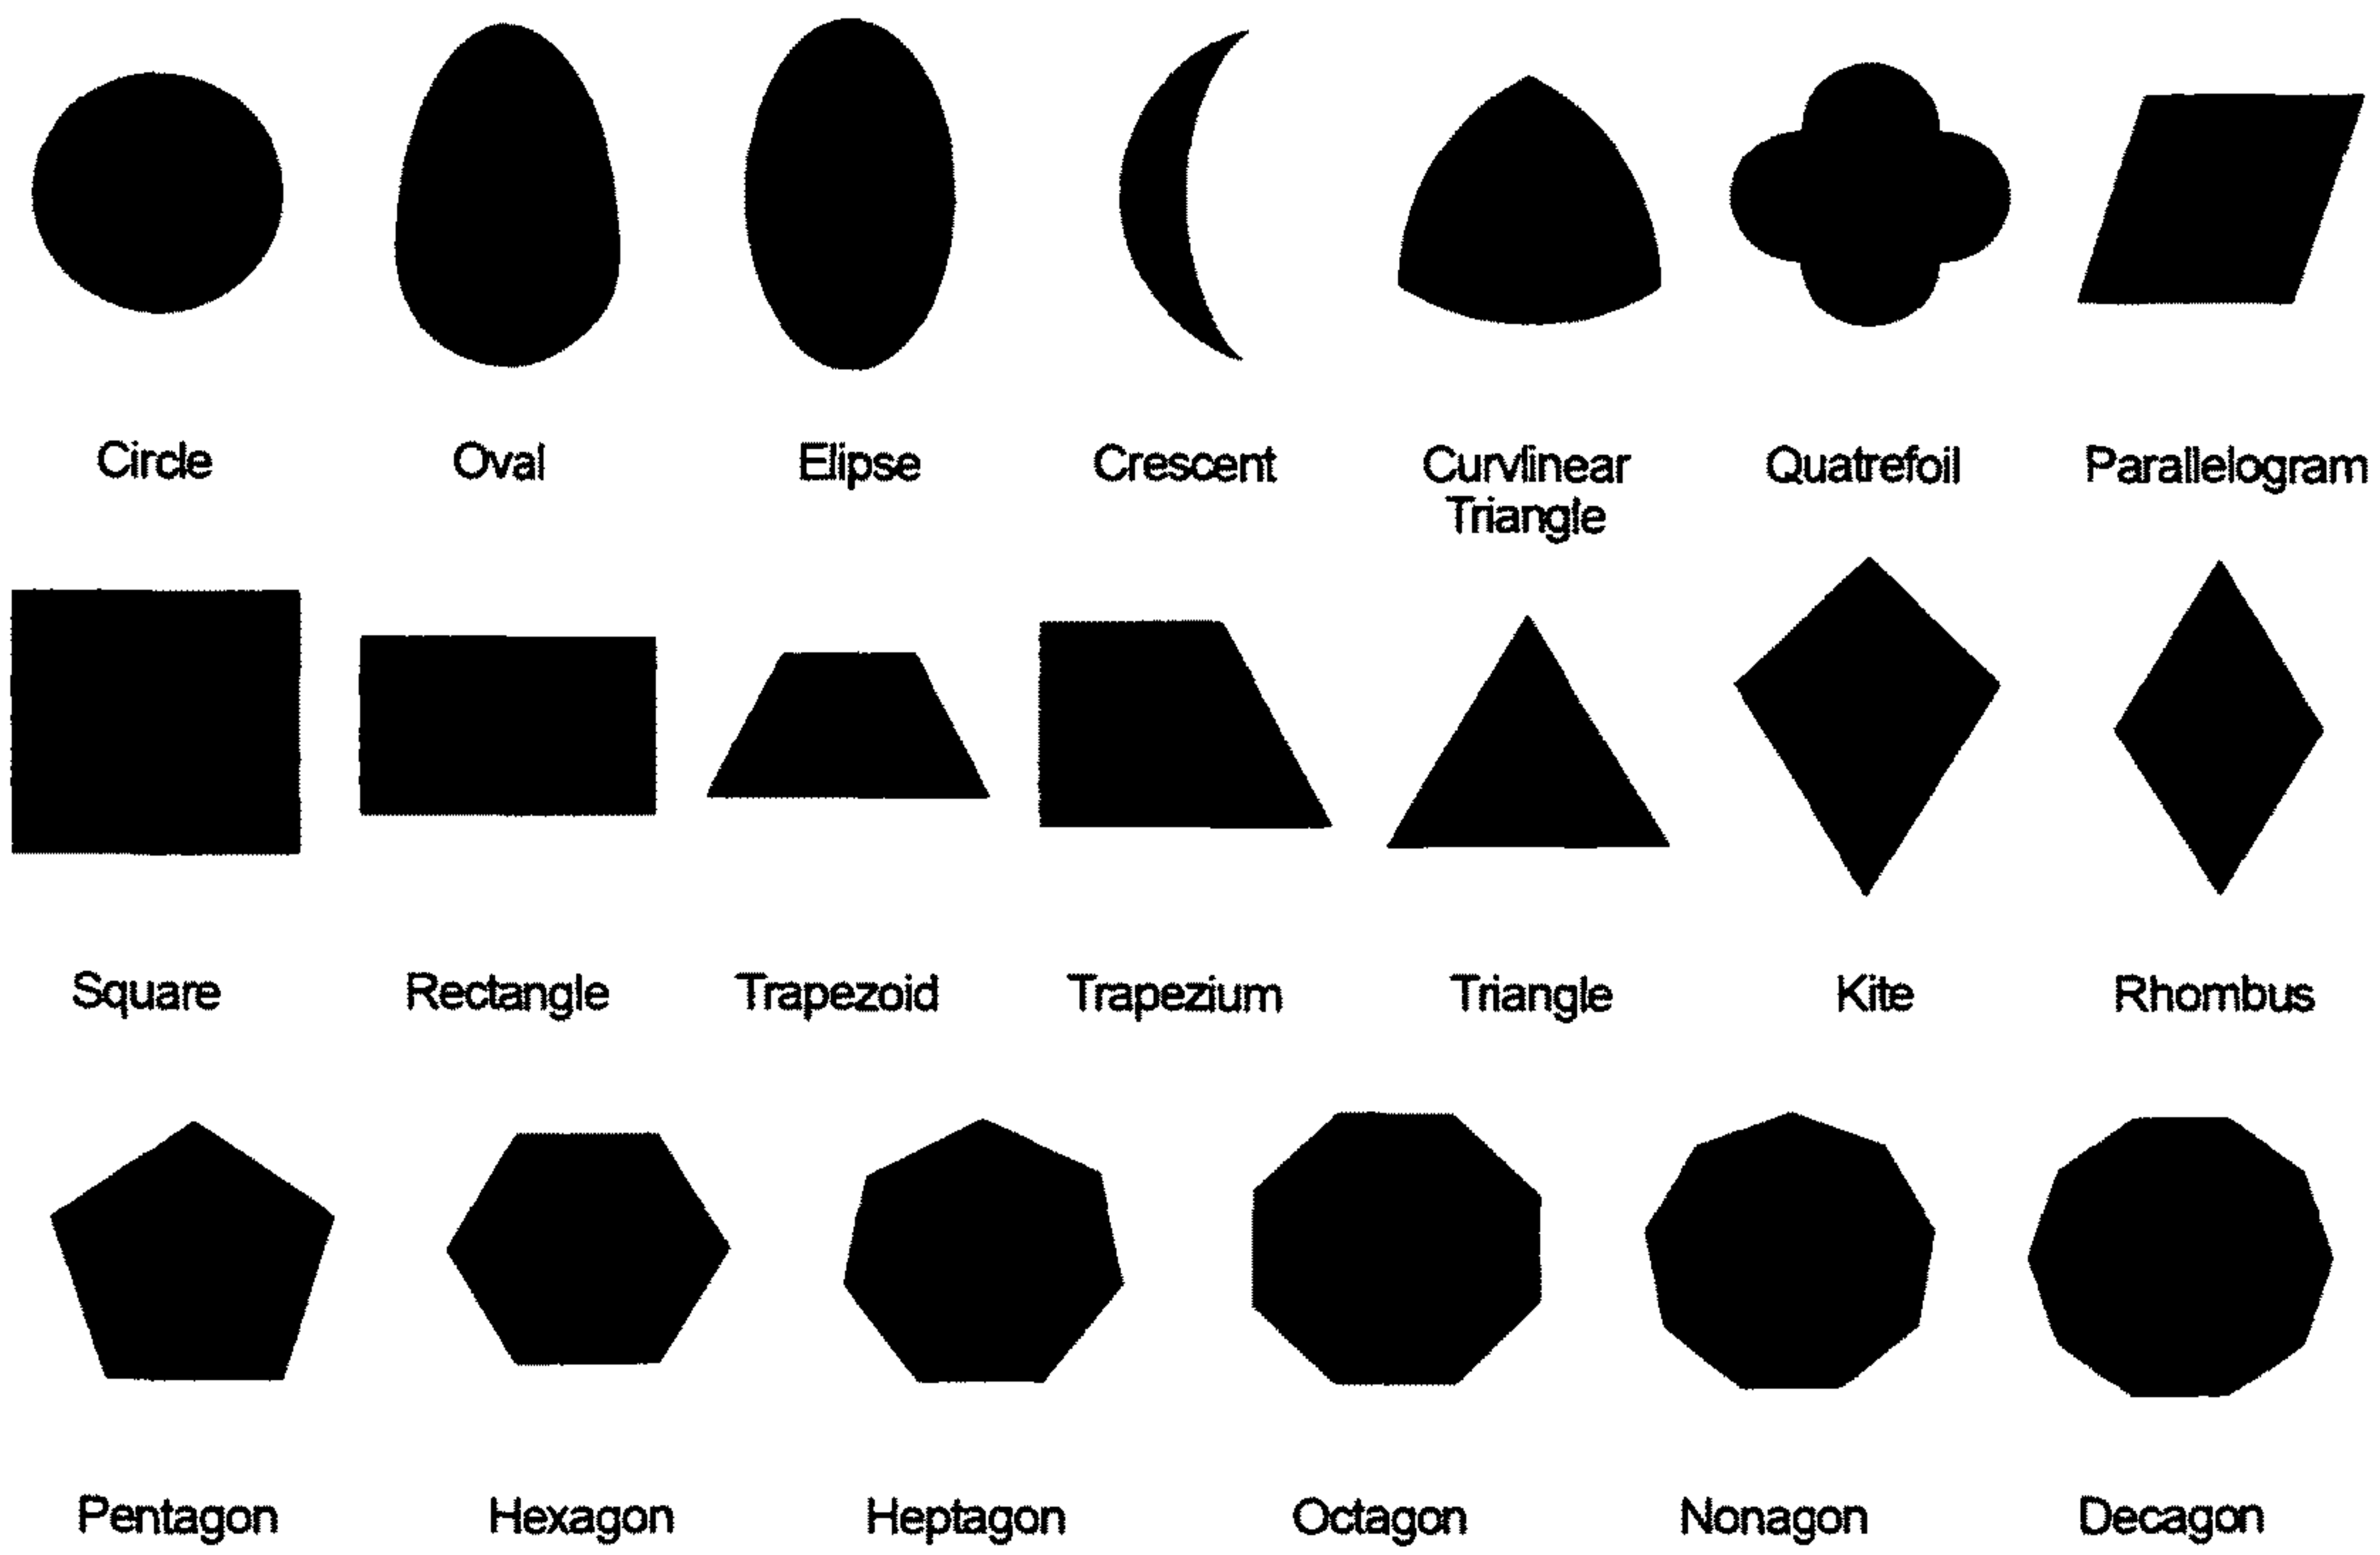 Circle Oval Elipse Crescent Curvlinear Quatrefoil Parallelogram
Triangle
Square Rectangle Trapezoid Trapezium Triangle Kite Rhombus
Pentagon Hexagon Heptagon Octagon Nonagon Decagon